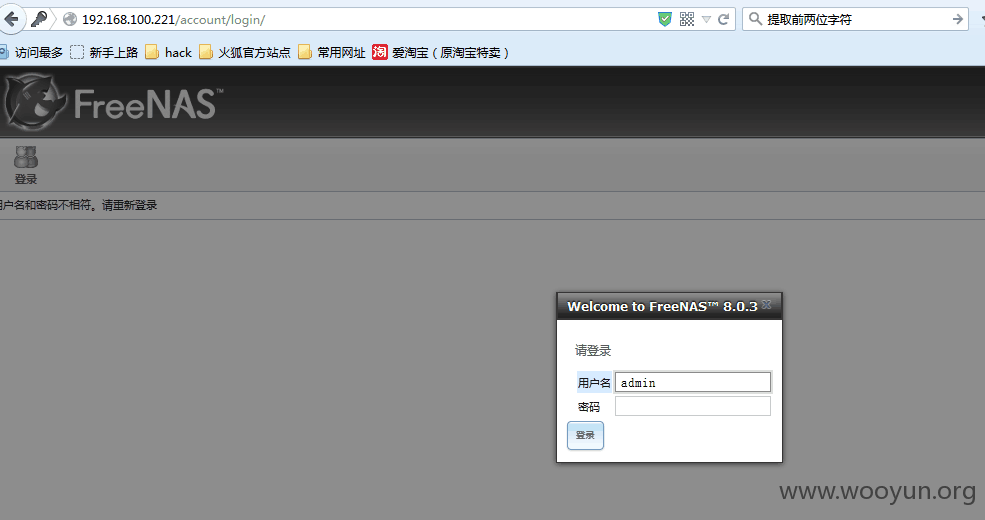 192.168.100.221/account/login/
提取前两位字符
访问最多 新手上路 hack 火狐官方站点 常用网址 爱淘宝（原淘宝特卖）
FreeNAS™
登录
用户名和密码不相符。请重新登录
Welcome to FreeNAS™ 8.0.3
请登录
用户名 admin
密码
登录
www.wooyun.org